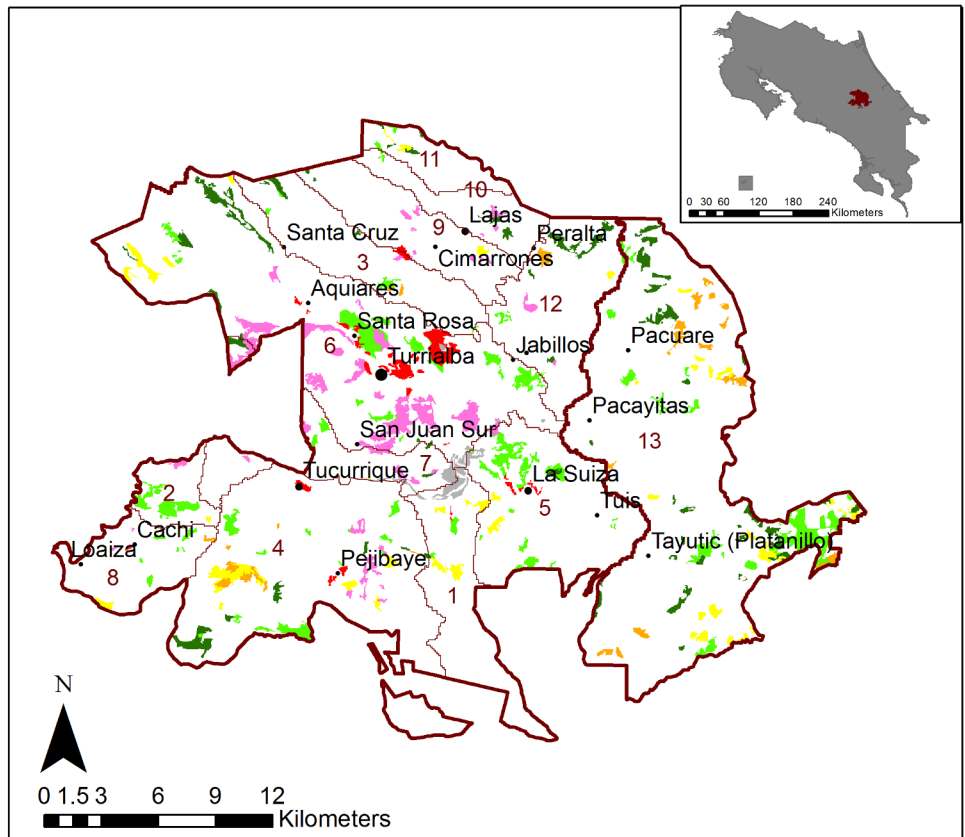 0 30 60 120 180 240
Kilometers
11
10
Lajas
9
Santa Cruz
Peralta
3
Cimarrones
Aquiares
12
Santa Rosa
6
Jabillos
Pacuare
Turrialba
Pacayitas
13
San Juan Sur
7
Tucurrique
La Suiza
2
5
Tuis
Cachi
4
Loaiza
Pejibaye
Tayutic (Platanillo)
8
1
N
0 1.5 3 6 9 12
Kilometers